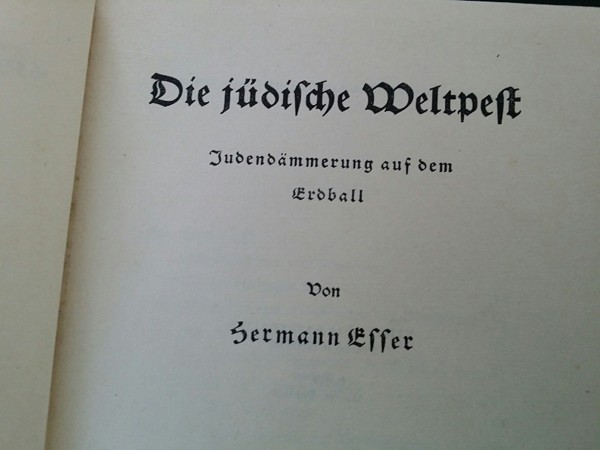 Die jüdische Weltpest
Judendämmerung auf dem
Erdball
Von
Hermann Esser